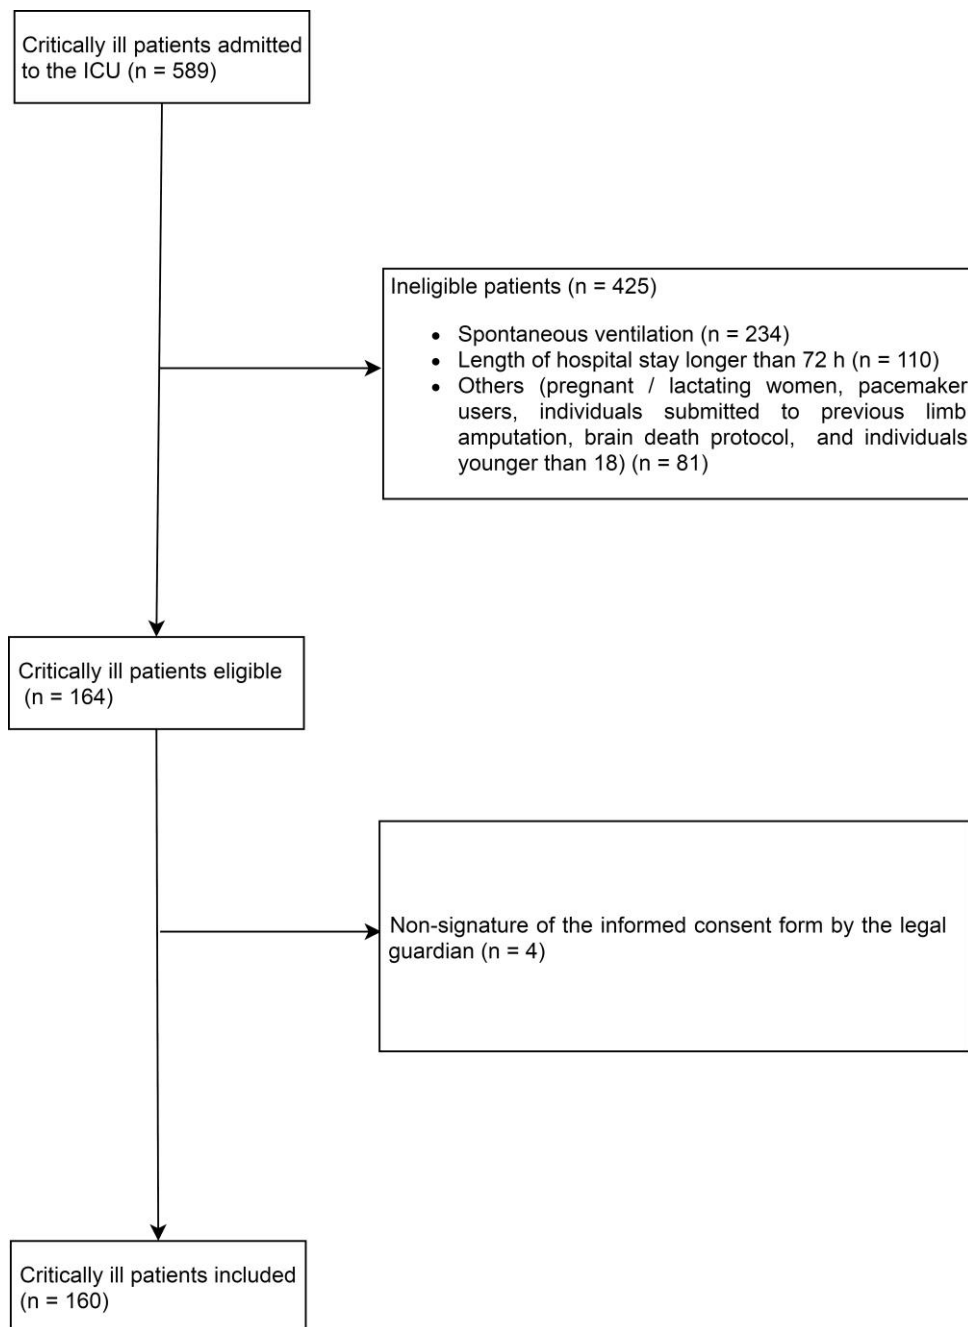 Critically ill patients admitted
to the ICU (n = 589)
Ineligible patients (n = 425)
• Spontaneous ventilation (n = 234)
• Length of hospital stay longer than 72 h (n = 110)
• Others (pregnant / lactating women, pacemaker
users, individuals submitted to previous limb
amputation, brain death protocol, and individuals
younger than 18) (n = 81)
Critically ill patients eligible
(n = 164)
Non-signature of the informed consent form by the legal
guardian (n = 4)
Critically ill patients included
(n = 160)